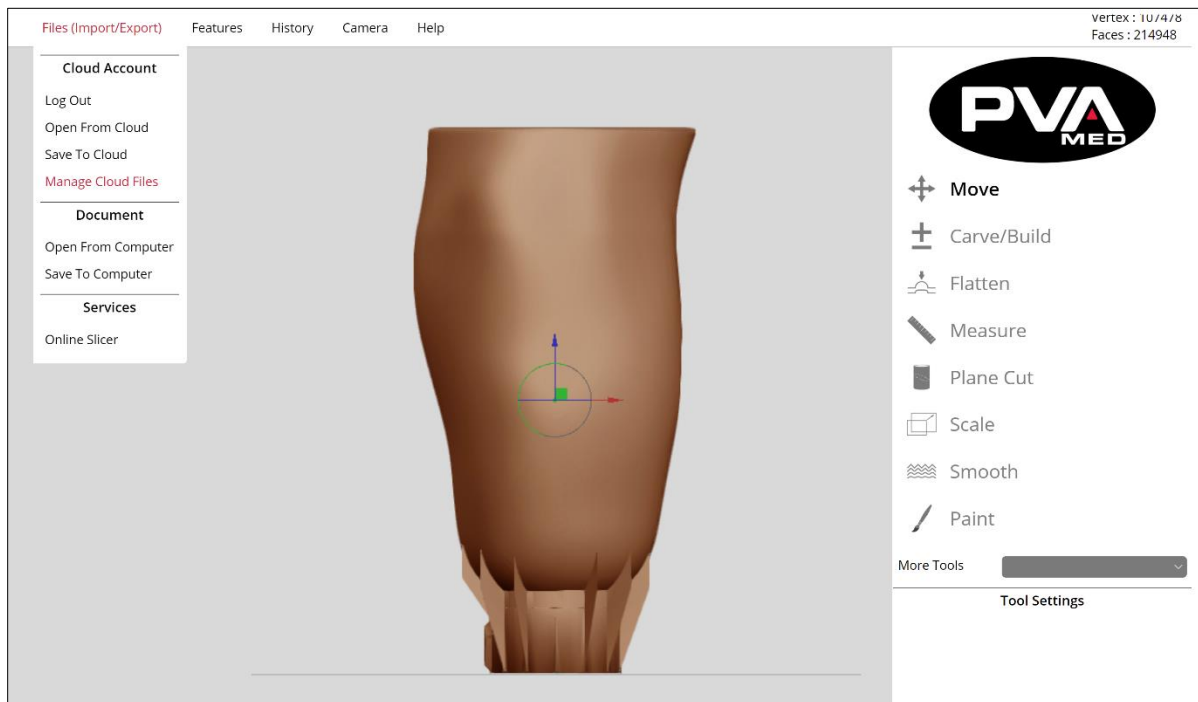 Files (Import/Export) Features History Camera Help
Vertex : 107478
Faces : 214948
Cloud Account
Log Out
Open From Cloud
Save To Cloud
Manage Cloud Files
Document
Open From Computer
Save To Computer
Services
Online Slicer
PVA
MED
Move
Carve/Build
Flatten
Measure
Plane Cut
Scale
Smooth
Paint
More Tools
Tool Settings